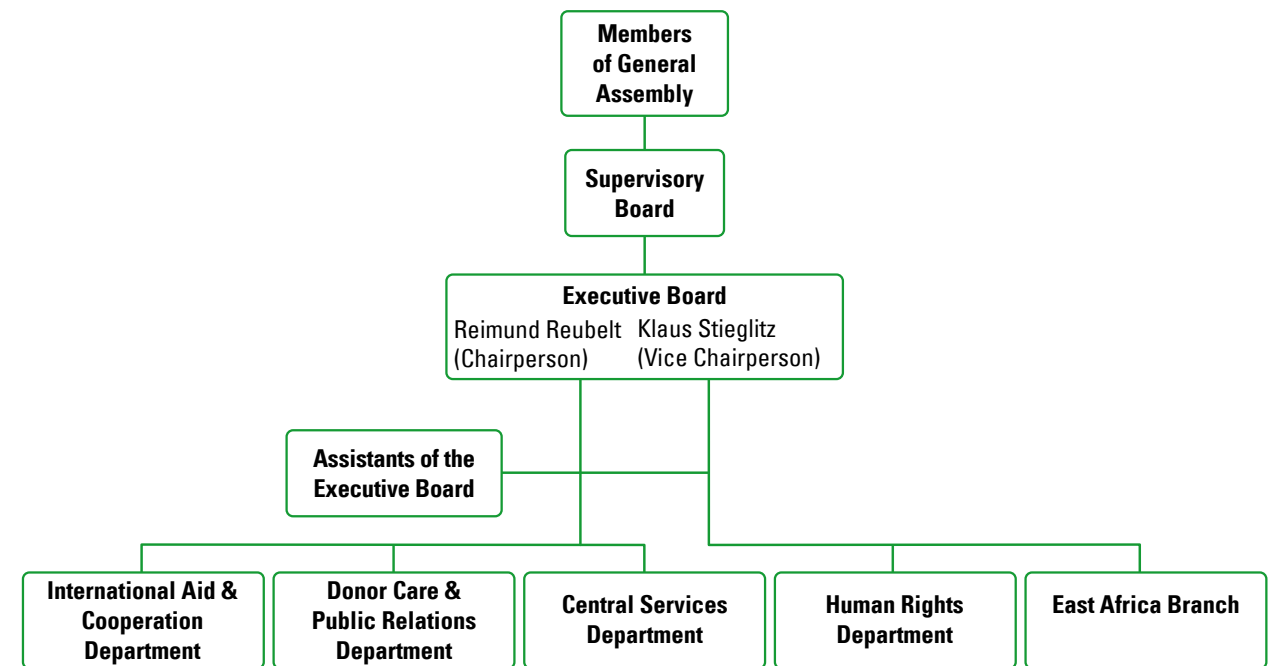 Members
of General
Assembly
Supervisory
Board
Executive Board
Reimund Reubelt
(Chairperson)
Klaus Stieglitz
(Vice Chairperson)
Assistants of the
Executive Board
International Aid &
Cooperation
Department
Donor Care &
Public Relations
Department
Central Services
Department
Human Rights
Department
East Africa Branch